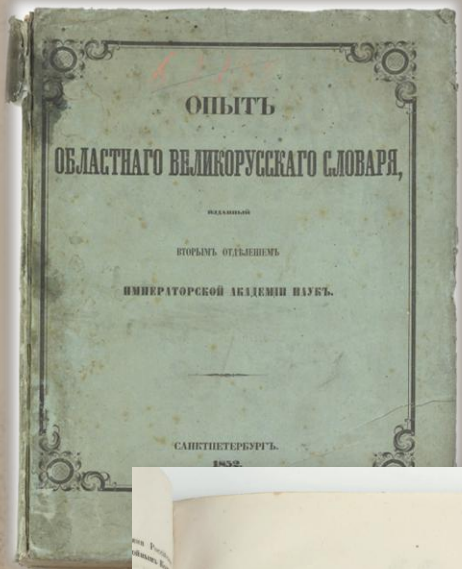 ОПЫТЪ
ОБЛАСТНАГО ВЕЛИКОРУССКАГО СЛОВАРЯ,
ИЗДАННЫЙ
ВТОРЫМЪ ОТДѢЛЕНІЕМЪ
ИМПЕРАТОРСКОЙ АКАДЕМІИ НАУКЪ.
САНКТПЕТЕРБУРГЪ.
1852.